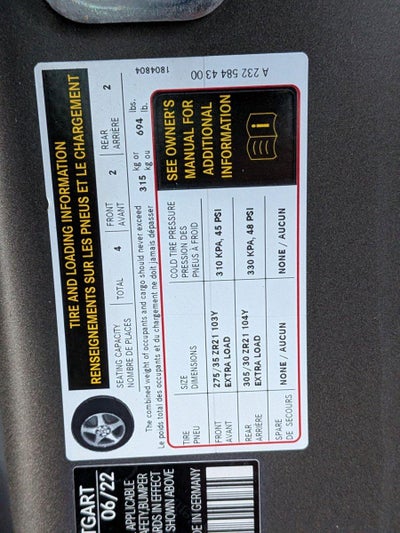 TIRE AND LOADING INFORMATION
RENSEIGNEMENTS SUR LES PNEUS ET LE CHARGEMENT
SEATING CAPACITY TOTAL 4 FRONT 2 REAR 2
NOMBRE DE PLACES AVANT ARRIÈRE
The combined weight of occupants and cargo should never exceed 315 kg or 694 lbs.
Le poids total des occupants et du chargement ne doit jamais dépasser kg ou lb.
TIRE SIZE COLD TIRE PRESSURE
PNEU DIMENSIONS PRESSION DES
PNEUS À FROID
FRONT 275/35 ZR21 103Y 310 KPA, 45 PSI
AVANT EXTRA LOAD
REAR 305/30 ZR21 104Y 330 KPA, 48 PSI
ARRIÈRE EXTRA LOAD
SPARE NONE / AUCUN NONE / AUCUN
DE SECOURS
SEE OWNER'S
MANUAL FOR
ADDITIONAL
INFORMATION
1804804
A 232 584 43 00
TGART
06/22
APPLICABLE
BUMPER
RDS IN EFFECT
SHOWN ABOVE
DE IN GERMANY